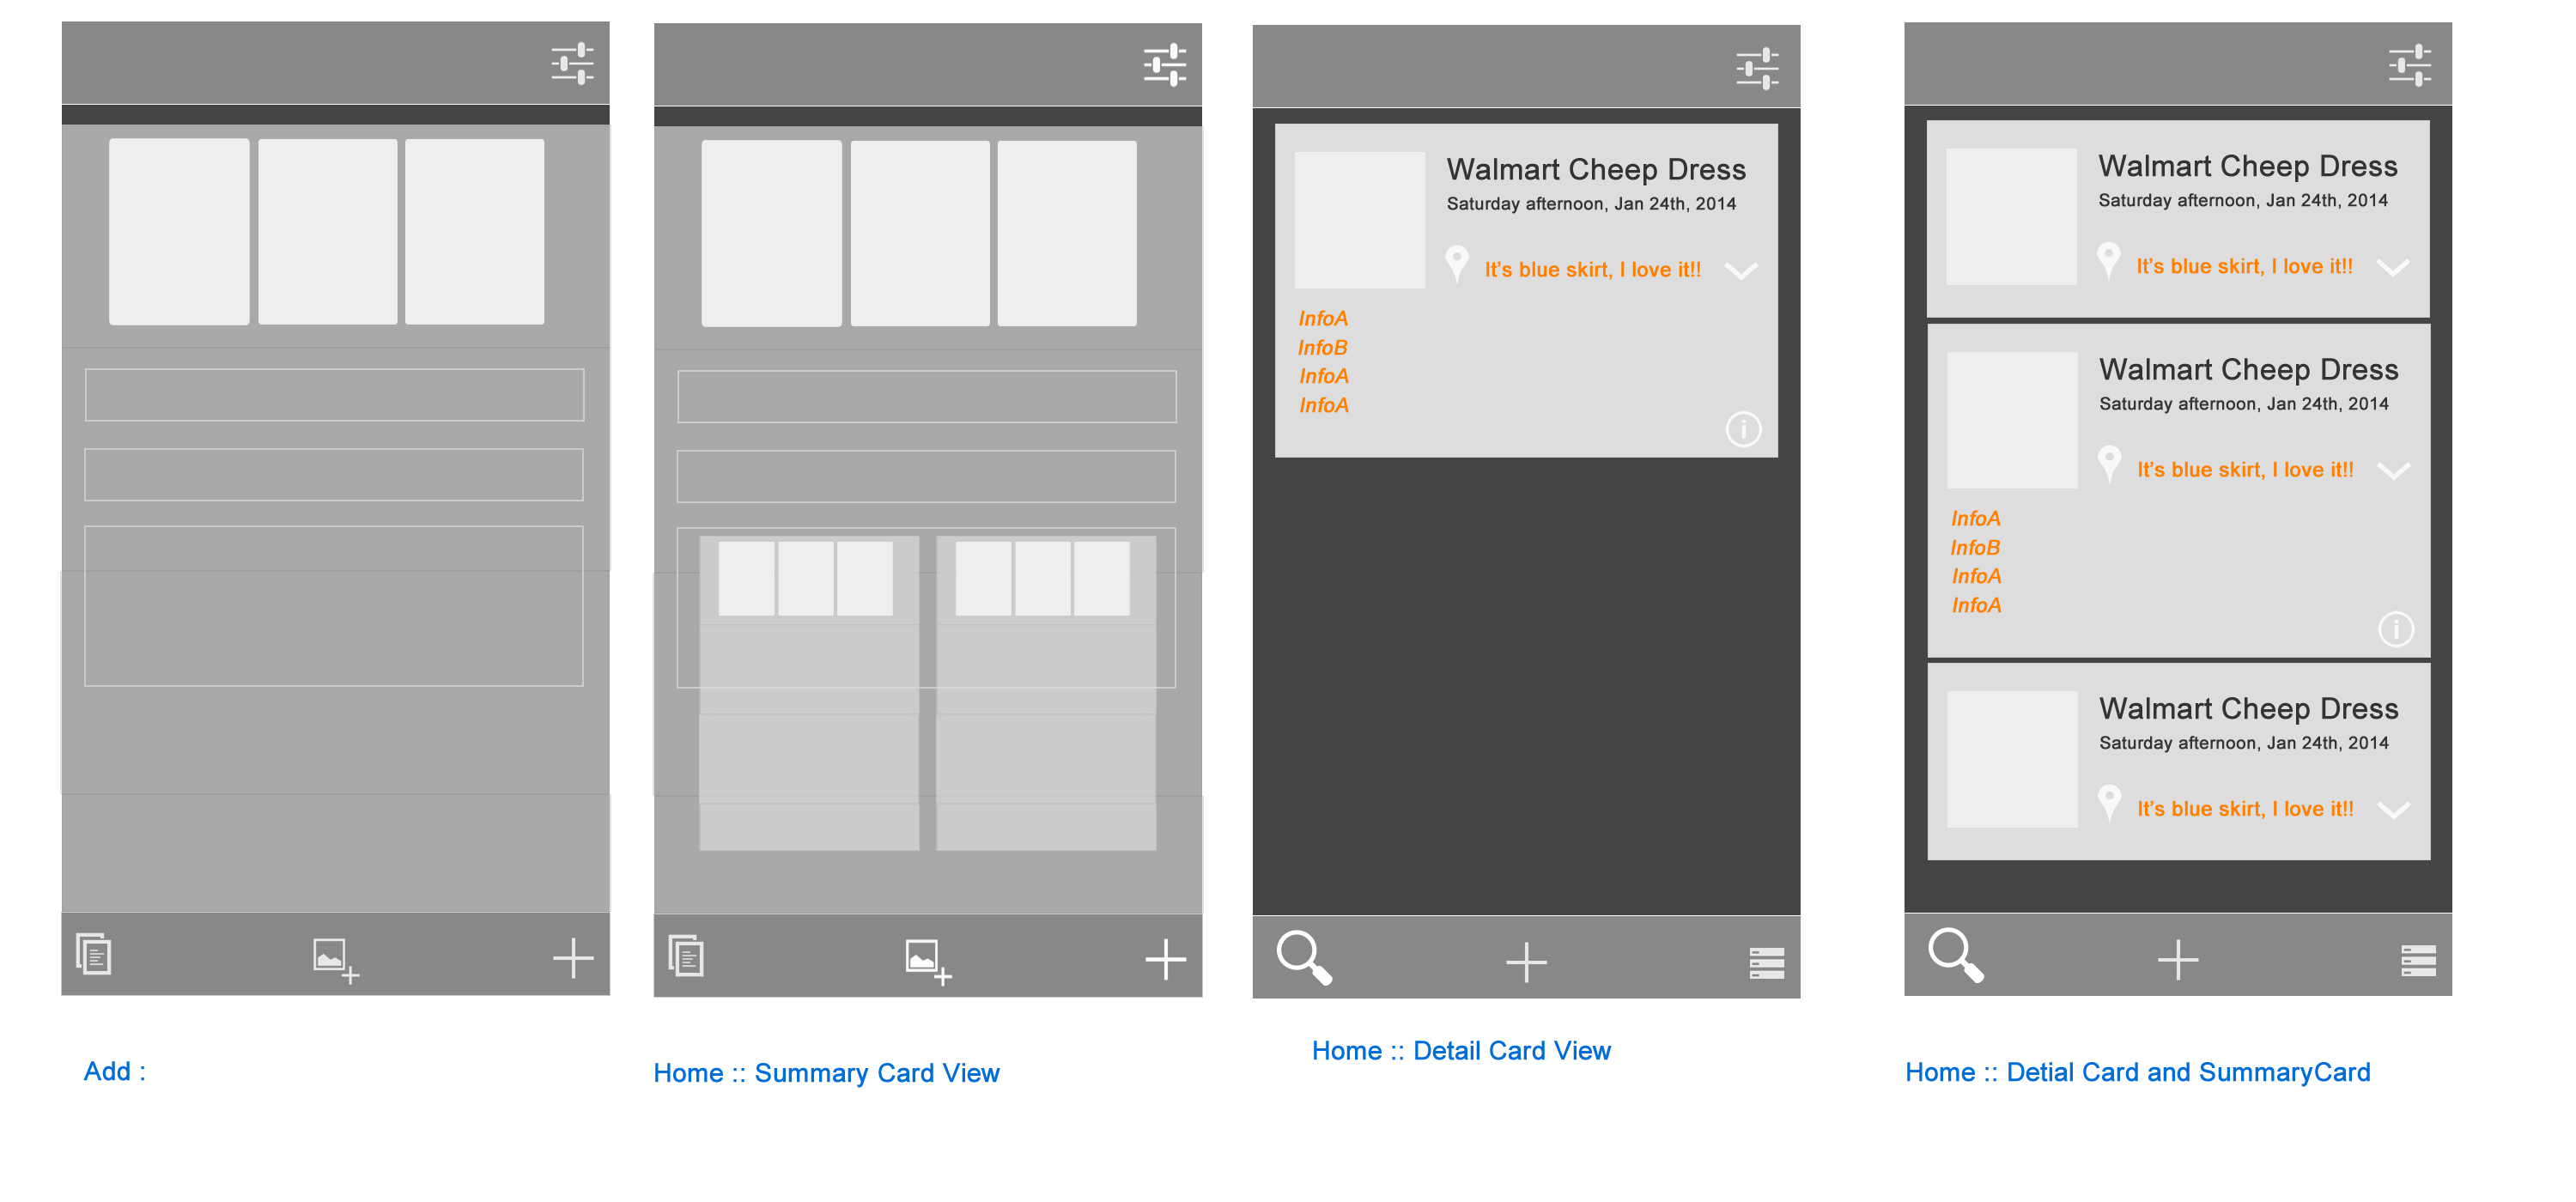 Walmart Cheep Dress
Saturday afternoon, Jan 24th, 2014
It's blue skirt, I love it!!
InfoA
InfoB
InfoA
InfoA
i
Walmart Cheep Dress
Saturday afternoon, Jan 24th, 2014
It's blue skirt, I love it!!
Walmart Cheep Dress
Saturday afternoon, Jan 24th, 2014
It's blue skirt, I love it!!
InfoA
InfoB
InfoA
InfoA
i
Walmart Cheep Dress
Saturday afternoon, Jan 24th, 2014
It's blue skirt, I love it!!
Add :
Home :: Summary Card View
Home :: Detail Card View
Home :: Detial Card and SummaryCard